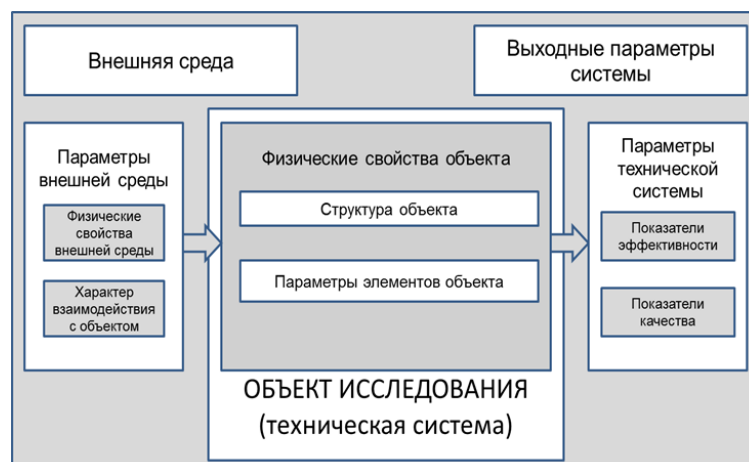 Внешняя среда
Выходные параметры
системы
Параметры
внешней среды
Физические
свойства
внешней среды
Характер
взаимодействия
с объектом
Физические свойства объекта
Структура объекта
Параметры элементов объекта
ОБЪЕКТ ИССЛЕДОВАНИЯ
(техническая система)
Параметры
технической
системы
Показатели
эффективности
Показатели
качества